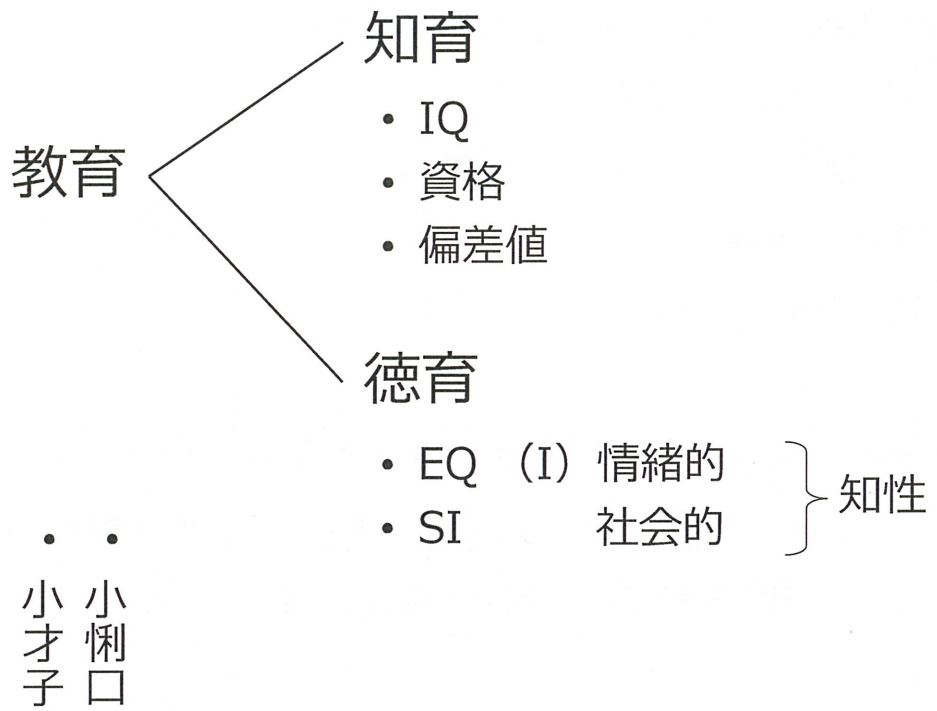 教育
知育
・ IQ
・ 資格
・ 偏差値
徳育
・ EQ （I）情緒的
・ SI 社会的
知性
・小悧口
・小才子